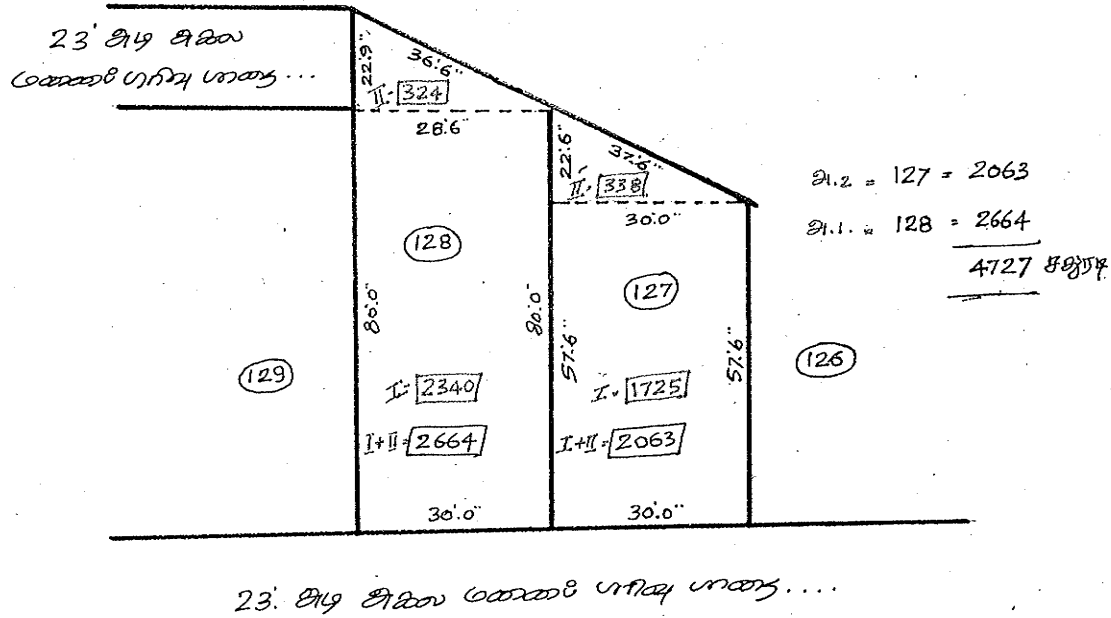 23' அடி அகல
மனைப்பிரிவு பாதை...
22'.9"
36'.6"
II- 324
28'.6"
22'.6"
37'.6"
II- 338
30'.0"
அ.2 = 127 = 2063
அ.1. = 128 = 2664
4727 சதுரடி
128
127
80'.0"
80'.0"
57'.6"
57'.6"
129
126
I- 2340
I- 1725
I+II- 2664
I+II- 2063
30'.0"
30'.0"
23'. அடி அகல மனைப் பிரிவு பாதை....